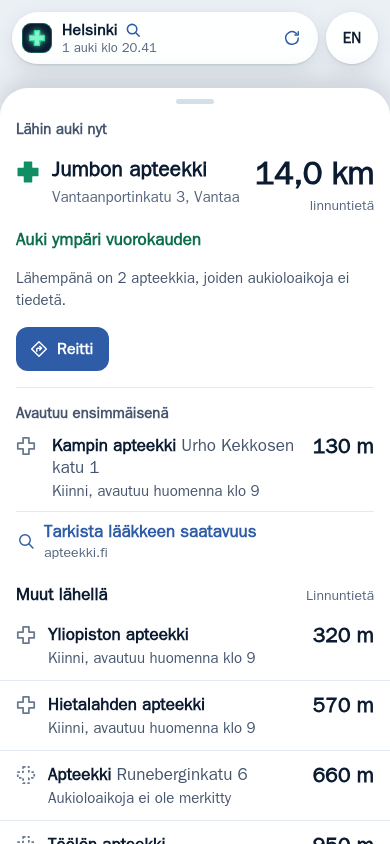 Helsinki
1 auki klo 20.41
EN
Lähin auki nyt
Jumbon apteekki
14,0 km
Vantaanportinkatu 3, Vantaa
linnuntietä
Auki ympäri vuorokauden
Lähempänä on 2 apteekkia, joiden aukioloaikoja ei
tiedetä.
Reitti
Avautuu ensimmäisenä
Kampin apteekki Urho Kekkosen
katu 1
130 m
Kiinni, avautuu huomenna klo 9
Tarkista lääkkeen saatavuus
apteekki.fi
Muut lähellä
Linnuntietä
Yliopiston apteekki
320 m
Kiinni, avautuu huomenna klo 9
Hietalahden apteekki
570 m
Kiinni, avautuu huomenna klo 9
Apteekki Runeberginkatu 6
660 m
Aukioloaikoja ei ole merkitty
Töölön apteekki
950 m